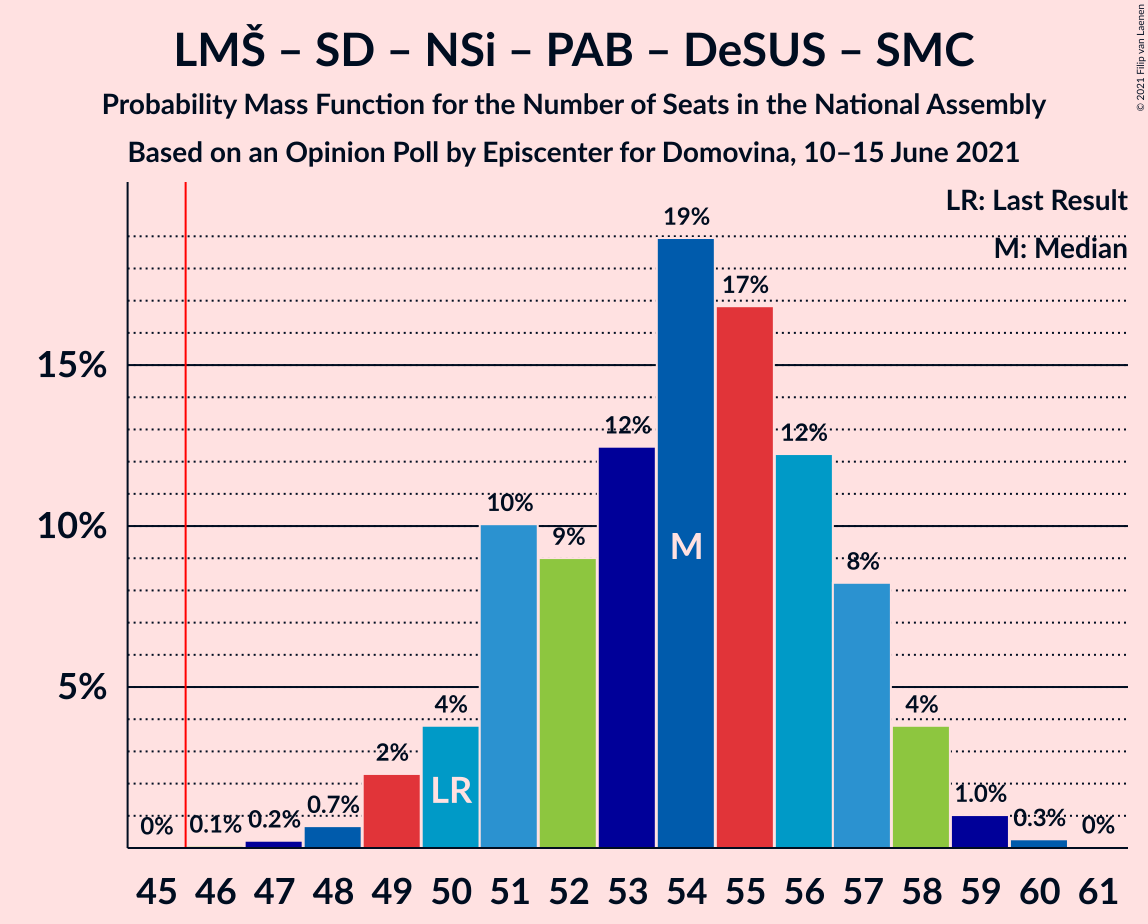 LMŠ – SD – NSi – PAB – DeSUS – SMC
Probability Mass Function for the Number of Seats in the National Assembly
Based on an Opinion Poll by Episcenter for Domovina, 10–15 June 2021
© 2021 Filip van Laenen
LR: Last Result
M: Median
19%
17%
15%
12%
12%
10%
10%
9%
M
8%
5%
4%
4%
2%
LR
0%
0.1%
0.2%
0.7%
1.0%
0.3%
0%
45 46 47 48 49 50 51 52 53 54 55 56 57 58 59 60 61